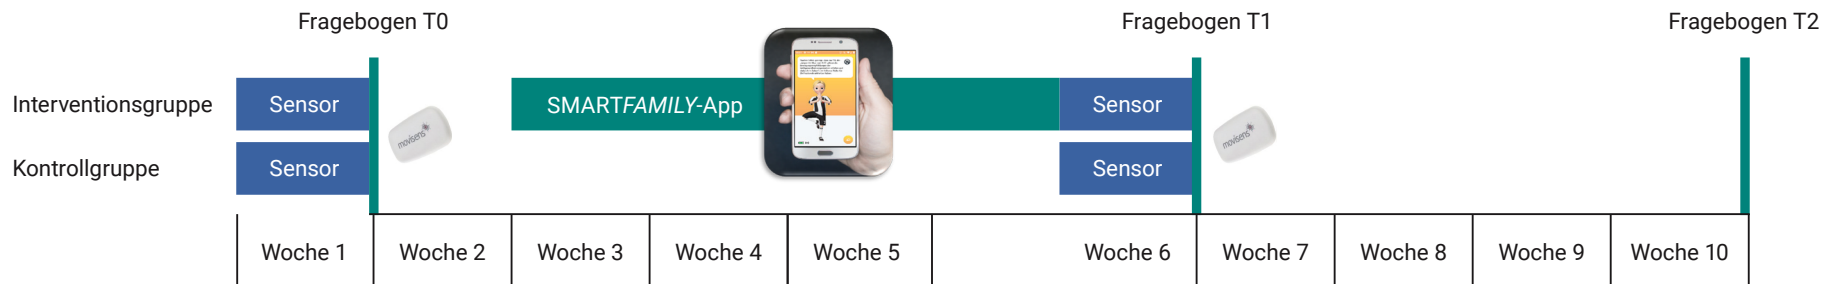 Fragebogen T0
Fragebogen T1
Fragebogen T2
Interventionsgruppe
Sensor
SMARTFAMILY-App
Sensor
movisens
movisens
Kontrollgruppe
Sensor
Sensor
Woche 1
Woche 2
Woche 3
Woche 4
Woche 5
Woche 6
Woche 7
Woche 8
Woche 9
Woche 10